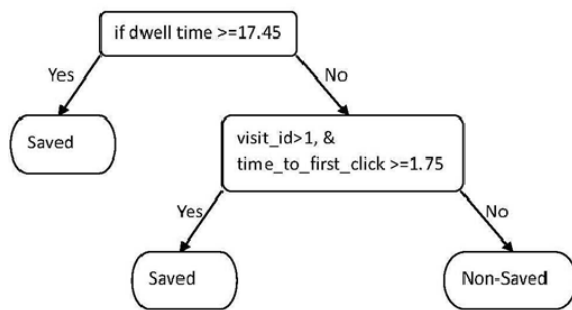 if dwell time >=17.45
Yes
No
Saved
visit_id>1, &
time_to_first_click >=1.75
Yes
No
Saved
Non-Saved